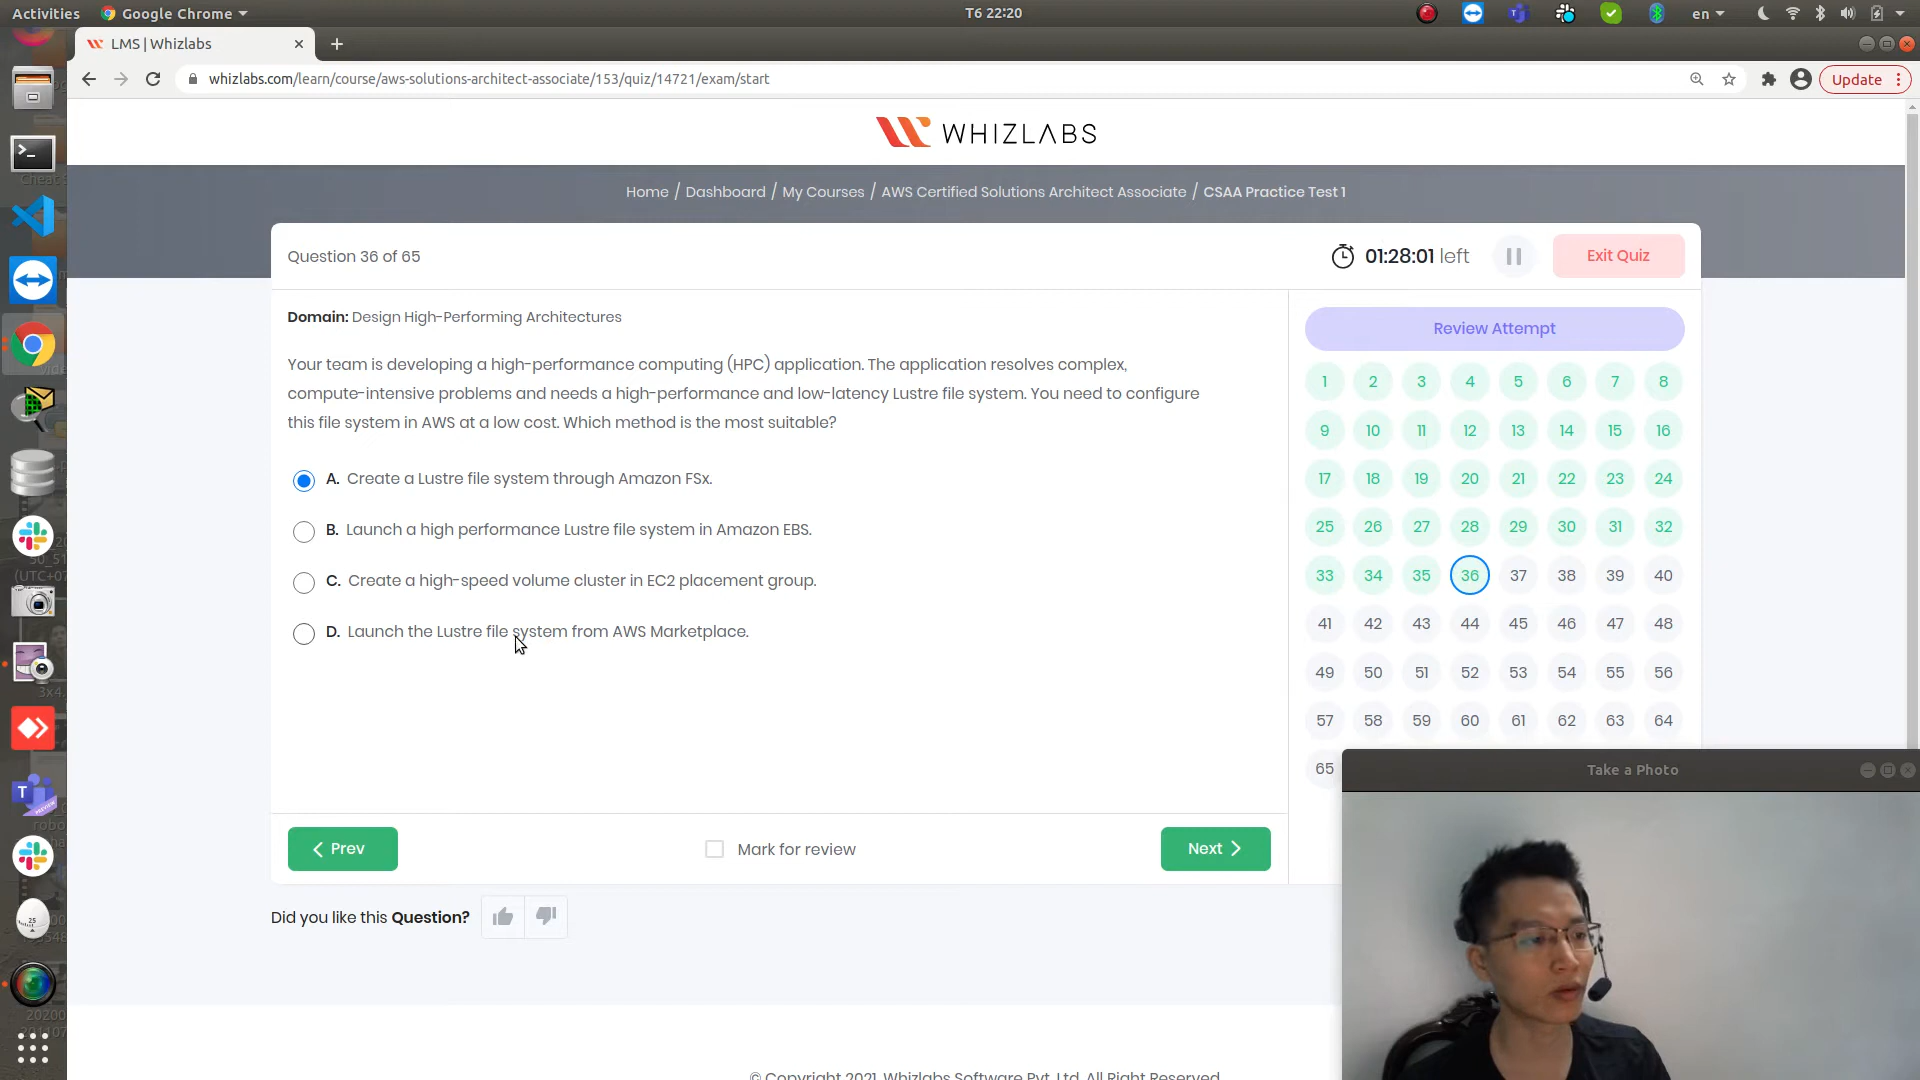 Activities
Google Chrome
T6 22:20
en
LMS | Whizlabs
whizlabs.com/learn/course/aws-solutions-architect-associate/153/quiz/14721/exam/start
Update
WHIZLABS
Home / Dashboard / My Courses / AWS Certified Solutions Architect Associate / CSAA Practice Test 1
Question 36 of 65
01:28:01 left
Exit Quiz
Domain: Design High-Performing Architectures
Your team is developing a high-performance computing (HPC) application. The application resolves complex,
compute-intensive problems and needs a high-performance and low-latency Lustre file system. You need to configure
this file system in AWS at a low cost. Which method is the most suitable?
A. Create a Lustre file system through Amazon FSx.
B. Launch a high performance Lustre file system in Amazon EBS.
C. Create a high-speed volume cluster in EC2 placement group.
D. Launch the Lustre file system from AWS Marketplace.
Review Attempt
1 2 3 4 5 6 7 8
9 10 11 12 13 14 15 16
17 18 19 20 21 22 23 24
25 26 27 28 29 30 31 32
33 34 35 36 37 38 39 40
41 42 43 44 45 46 47 48
49 50 51 52 53 54 55 56
57 58 59 60 61 62 63 64
65
Prev
Mark for review
Next
Take a Photo
Did you like this Question?
© Copyright 2021. Whizlabs Software Pvt. Ltd. All Right Reserved.